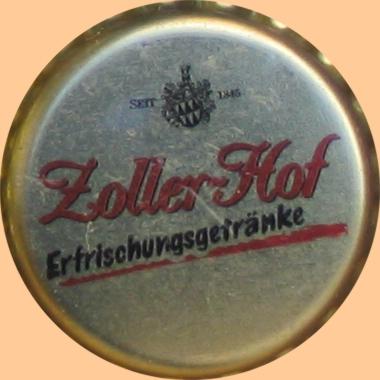 SEIT 1845
Zoller-Hof
Erfrischungsgetränke